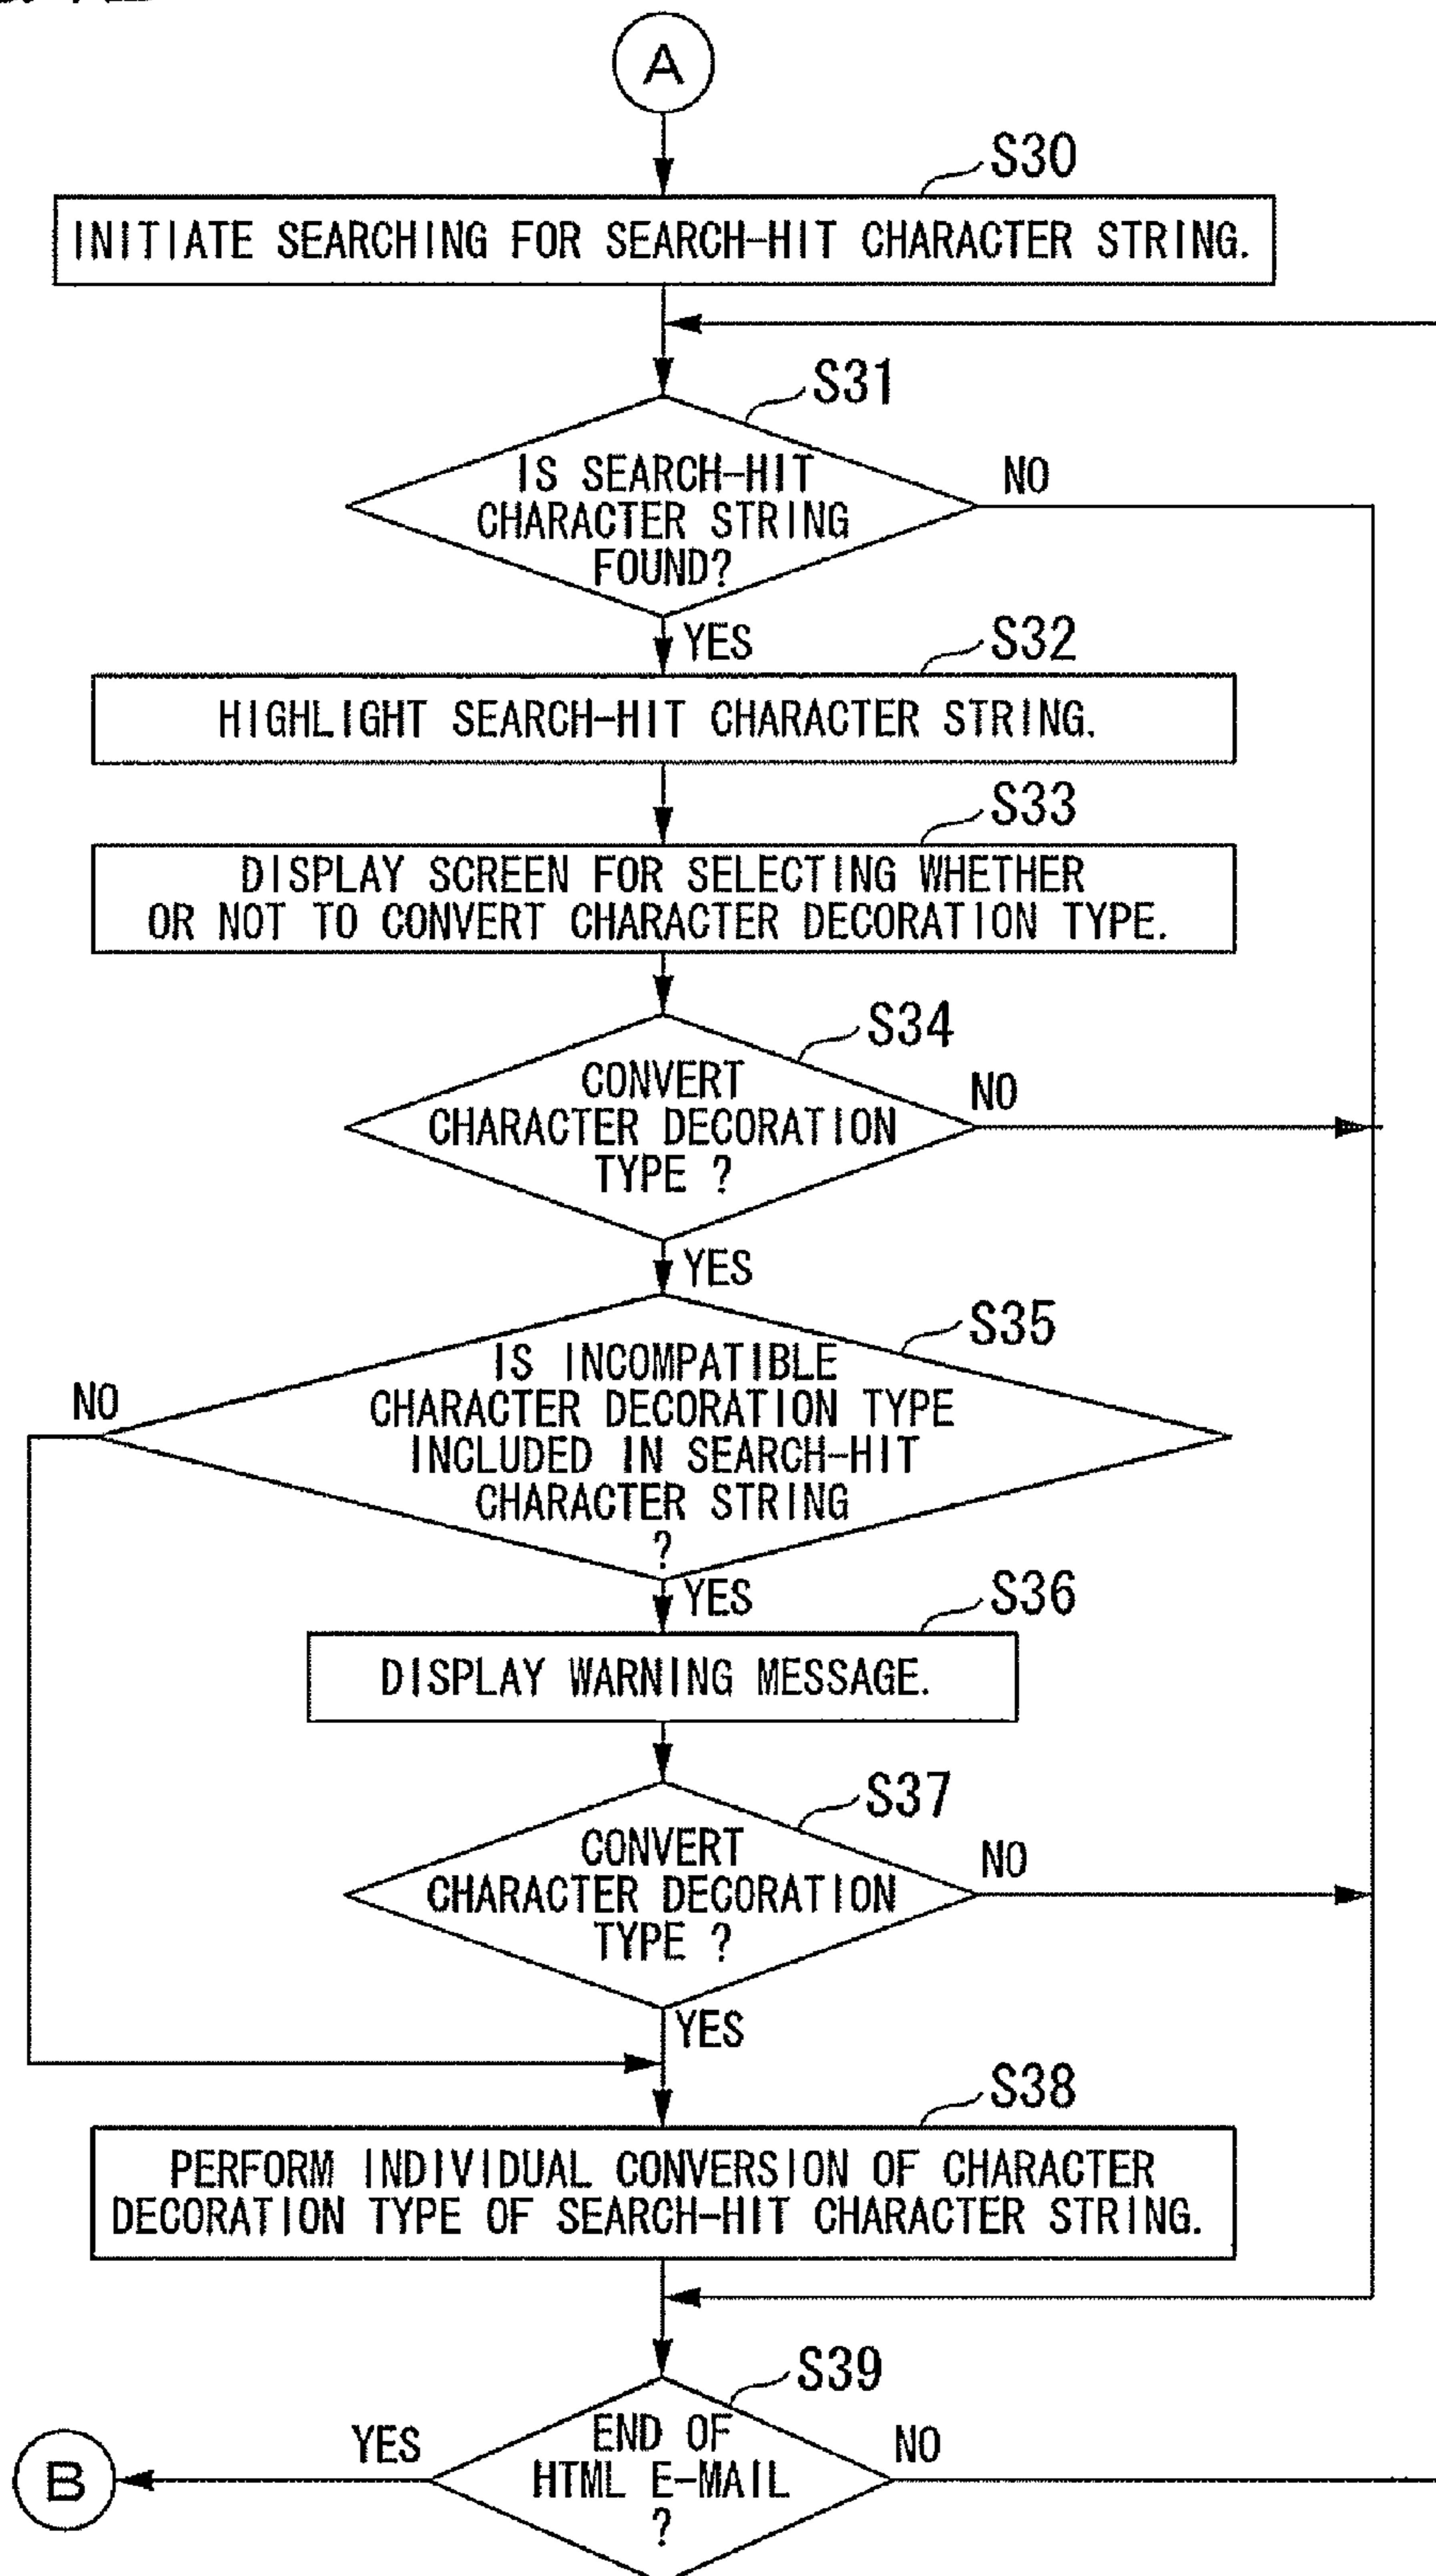 A
S30
INITIATE SEARCHING FOR SEARCH-HIT CHARACTER STRING.
S31
IS SEARCH-HIT
CHARACTER STRING
FOUND?
NO
YES
S32
HIGHLIGHT SEARCH-HIT CHARACTER STRING.
S33
DISPLAY SCREEN FOR SELECTING WHETHER
OR NOT TO CONVERT CHARACTER DECORATION TYPE.
S34
CONVERT
CHARACTER DECORATION
TYPE ?
NO
YES
S35
IS INCOMPATIBLE
CHARACTER DECORATION TYPE
INCLUDED IN SEARCH-HIT
CHARACTER STRING
?
NO
YES
S36
DISPLAY WARNING MESSAGE.
S37
CONVERT
CHARACTER DECORATION
TYPE ?
NO
YES
S38
PERFORM INDIVIDUAL CONVERSION OF CHARACTER
DECORATION TYPE OF SEARCH-HIT CHARACTER STRING.
S39
END OF
HTML E-MAIL
?
YES
NO
B